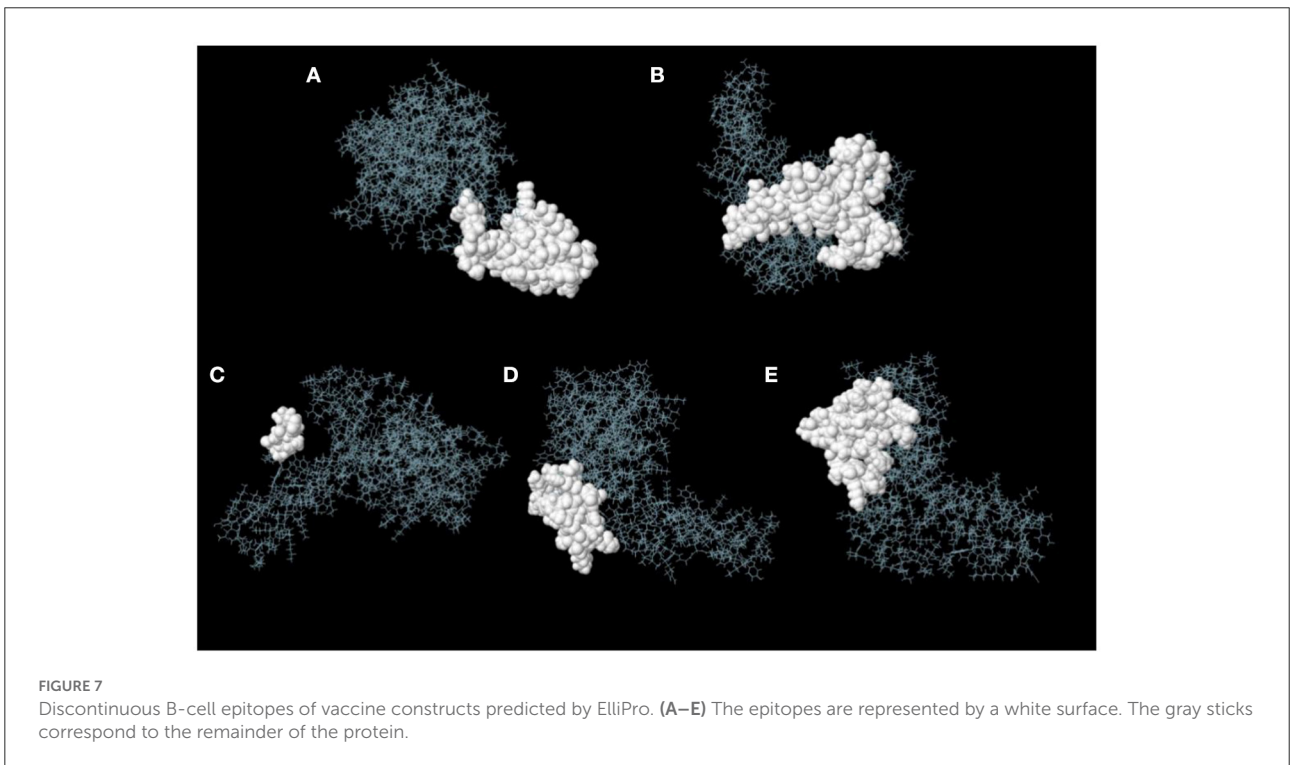 A
B
C
D
E
FIGURE 7
Discontinuous B-cell epitopes of vaccine constructs predicted by ElliPro. (A–E) The epitopes are represented by a white surface. The gray sticks
correspond to the remainder of the protein.